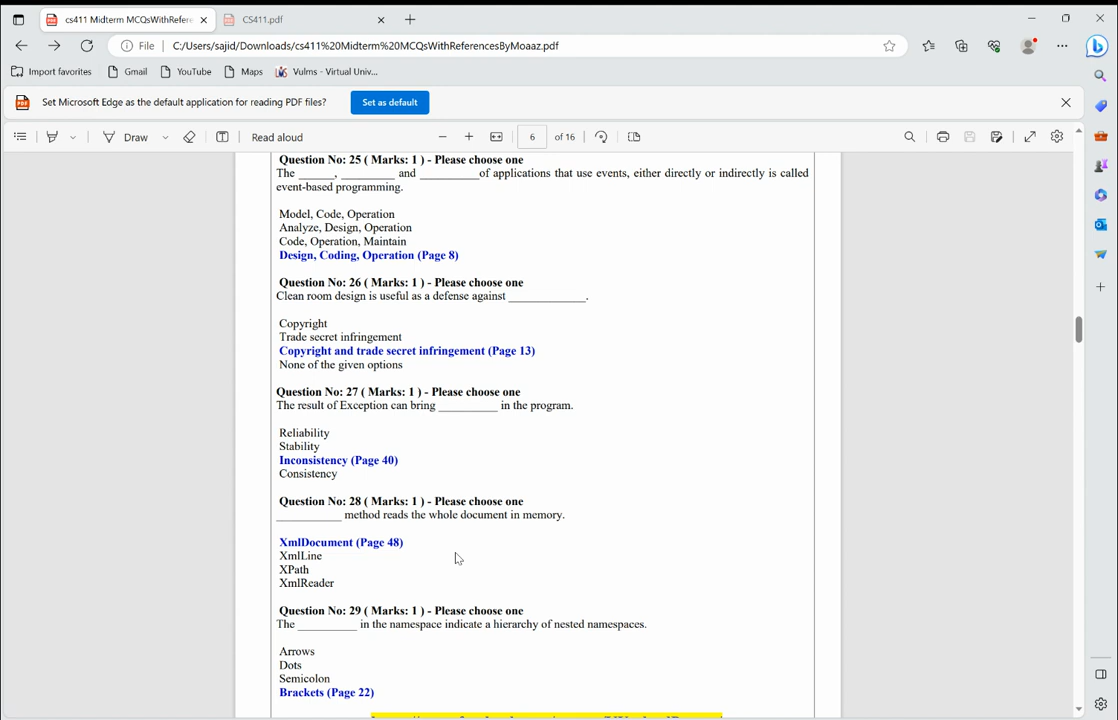 cs411 Midterm MCQsWithRefere
CS411.pdf
File
C:/Users/sajid/Downloads/cs411%20Midterm%20MCQsWithReferencesByMoaaz.pdf
Import favorites
Gmail
YouTube
Maps
Vulms - Virtual Univ...
Set Microsoft Edge as the default application for reading PDF files?
Set as default
Draw
Read aloud
6
of 16
Question No: 25 ( Marks: 1 ) - Please choose one
The ______, _________ and __________of applications that use events, either directly or indirectly is called
event-based programming.
Model, Code, Operation
Analyze, Design, Operation
Code, Operation, Maintain
Design, Coding, Operation (Page 8)
Question No: 26 ( Marks: 1 ) - Please choose one
Clean room design is useful as a defense against _____________.
Copyright
Trade secret infringement
Copyright and trade secret infringement (Page 13)
None of the given options
Question No: 27 ( Marks: 1 ) - Please choose one
The result of Exception can bring __________ in the program.
Reliability
Stability
Inconsistency (Page 40)
Consistency
Question No: 28 ( Marks: 1 ) - Please choose one
___________ method reads the whole document in memory.
XmlDocument (Page 48)
XmlLine
XPath
XmlReader
Question No: 29 ( Marks: 1 ) - Please choose one
The __________ in the namespace indicate a hierarchy of nested namespaces.
Arrows
Dots
Semicolon
Brackets (Page 22)